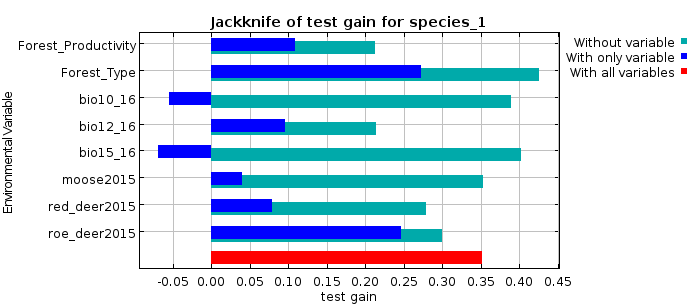 Jackknife of test gain for species_1
Environmental Variable
Forest_Productivity
Forest_Type
bio10_16
bio12_16
bio15_16
moose2015
red_deer2015
roe_deer2015
-0.05 0.00 0.05 0.10 0.15 0.20 0.25 0.30 0.35 0.40 0.45
test gain
Without variable
With only variable
With all variables